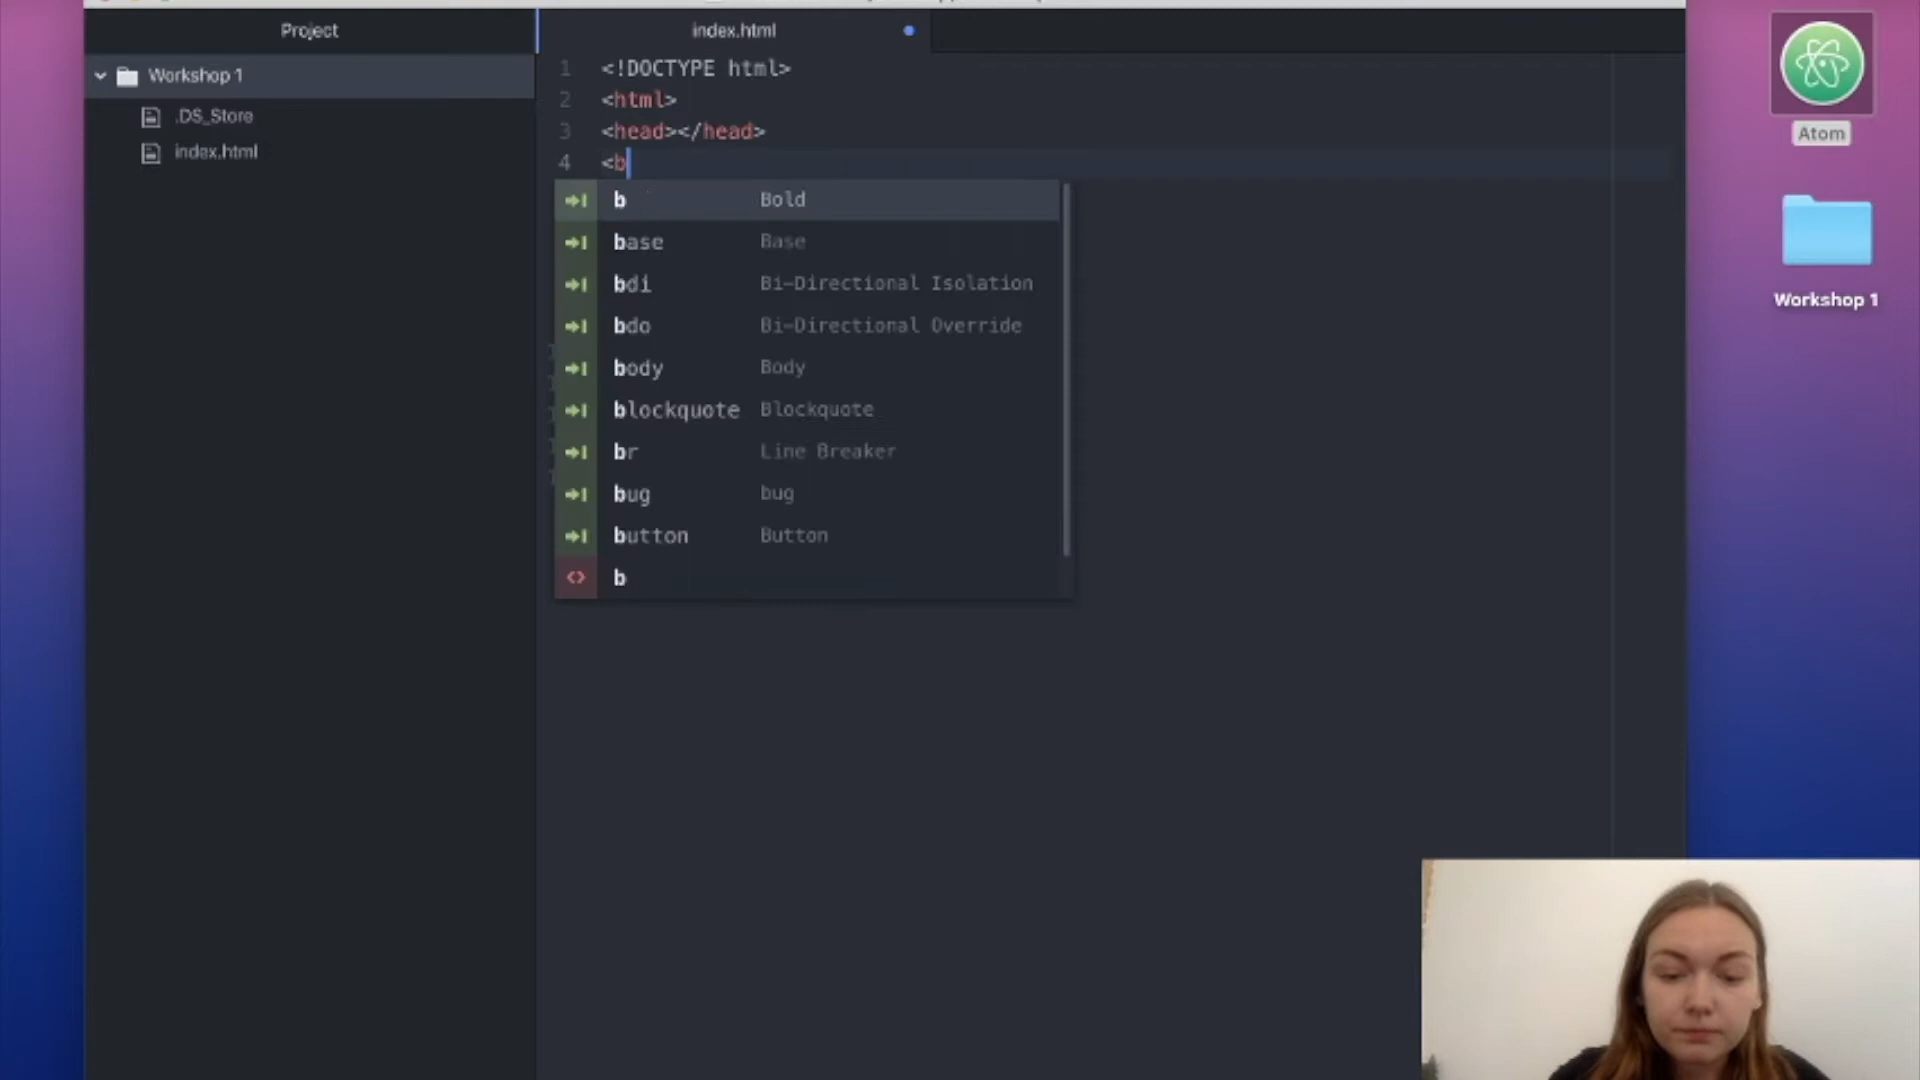 Project
index.html
Workshop 1
.DS_Store
index.html
1 <!DOCTYPE html>
2 <html>
3 <head></head>
4 <b
b Bold
base Base
bdi Bi-Directional Isolation
bdo Bi-Directional Override
body Body
blockquote Blockquote
br Line Breaker
bug bug
button Button
<> b
Atom
Workshop 1